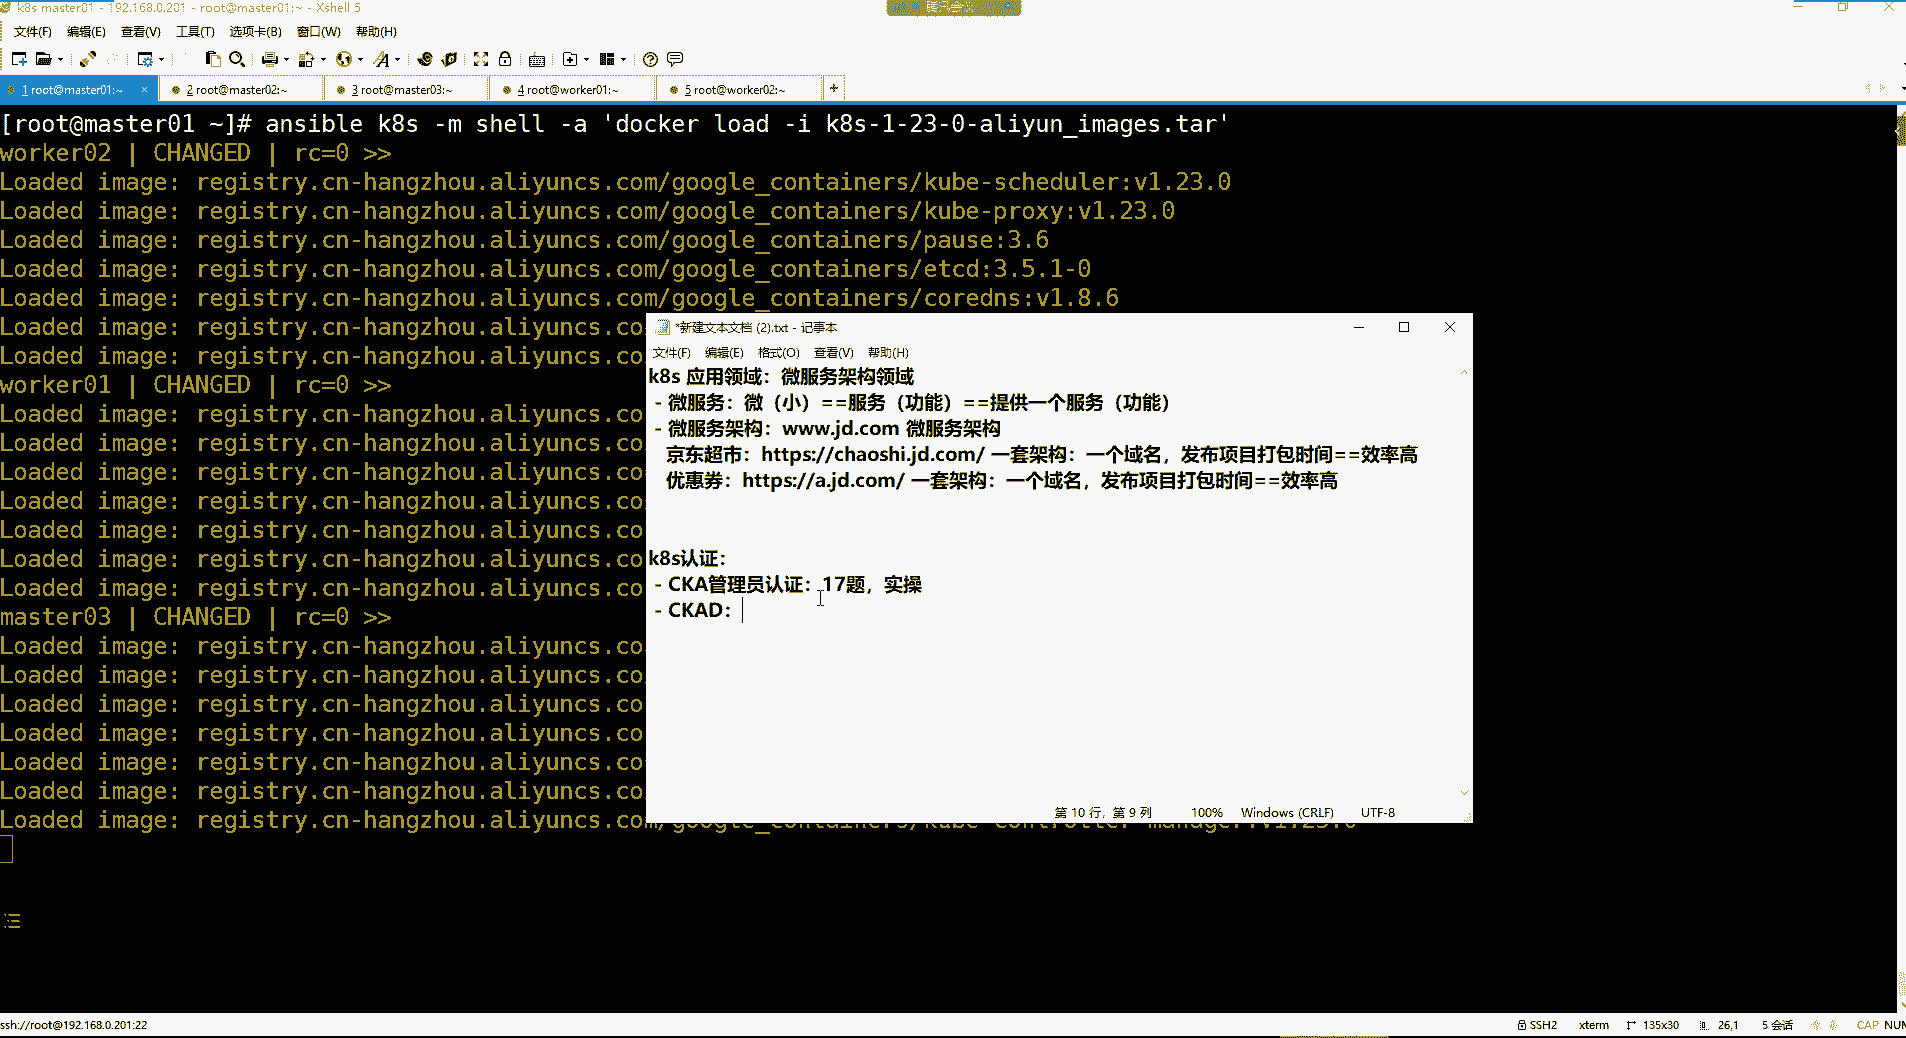 k8s master01 - 192.168.0.201 - root@master01:~ - Xshell 5
腾讯会议
文件(F) 编辑(E) 查看(V) 工具(T) 选项卡(B) 窗口(W) 帮助(H)
1 root@master01:~ × 2 root@master02:~ 3 root@master03:~ 4 root@worker01:~ 5 root@worker02:~ +
[root@master01 ~]# ansible k8s -m shell -a 'docker load -i k8s-1-23-0-aliyun_images.tar'
worker02 | CHANGED | rc=0 >>
Loaded image: registry.cn-hangzhou.aliyuncs.com/google_containers/kube-scheduler:v1.23.0
Loaded image: registry.cn-hangzhou.aliyuncs.com/google_containers/kube-proxy:v1.23.0
Loaded image: registry.cn-hangzhou.aliyuncs.com/google_containers/pause:3.6
Loaded image: registry.cn-hangzhou.aliyuncs.com/google_containers/etcd:3.5.1-0
Loaded image: registry.cn-hangzhou.aliyuncs.com/google_containers/coredns:v1.8.6
Loaded image: registry.cn-hangzhou.aliyuncs.co
Loaded image: registry.cn-hangzhou.aliyuncs.co
worker01 | CHANGED | rc=0 >>
Loaded image: registry.cn-hangzhou.aliyuncs.co
Loaded image: registry.cn-hangzhou.aliyuncs.co
Loaded image: registry.cn-hangzhou.aliyuncs.co
Loaded image: registry.cn-hangzhou.aliyuncs.co
Loaded image: registry.cn-hangzhou.aliyuncs.co
Loaded image: registry.cn-hangzhou.aliyuncs.co
Loaded image: registry.cn-hangzhou.aliyuncs.co
master03 | CHANGED | rc=0 >>
Loaded image: registry.cn-hangzhou.aliyuncs.co
Loaded image: registry.cn-hangzhou.aliyuncs.co
Loaded image: registry.cn-hangzhou.aliyuncs.co
Loaded image: registry.cn-hangzhou.aliyuncs.co
Loaded image: registry.cn-hangzhou.aliyuncs.co
Loaded image: registry.cn-hangzhou.aliyuncs.co
Loaded image: registry.cn-hangzhou.aliyuncs.com/google_containers/kube-controller-manager:v1.23.0
*新建文本文档 (2).txt - 记事本
文件(F) 编辑(E) 格式(O) 查看(V) 帮助(H)
k8s 应用领域：微服务架构领域
- 微服务：微（小）==服务（功能）==提供一个服务（功能）
- 微服务架构：www.jd.com 微服务架构
京东超市：https://chaoshi.jd.com/ 一套架构：一个域名，发布项目打包时间==效率高
优惠券：https://a.jd.com/ 一套架构：一个域名，发布项目打包时间==效率高
k8s认证：
- CKA管理员认证：17题，实操
- CKAD：
第 10 行，第 9 列 100% Windows (CRLF) UTF-8
ssh://root@192.168.0.201:22 SSH2 xterm 135x30 26,1 5 会话 CAP NUM